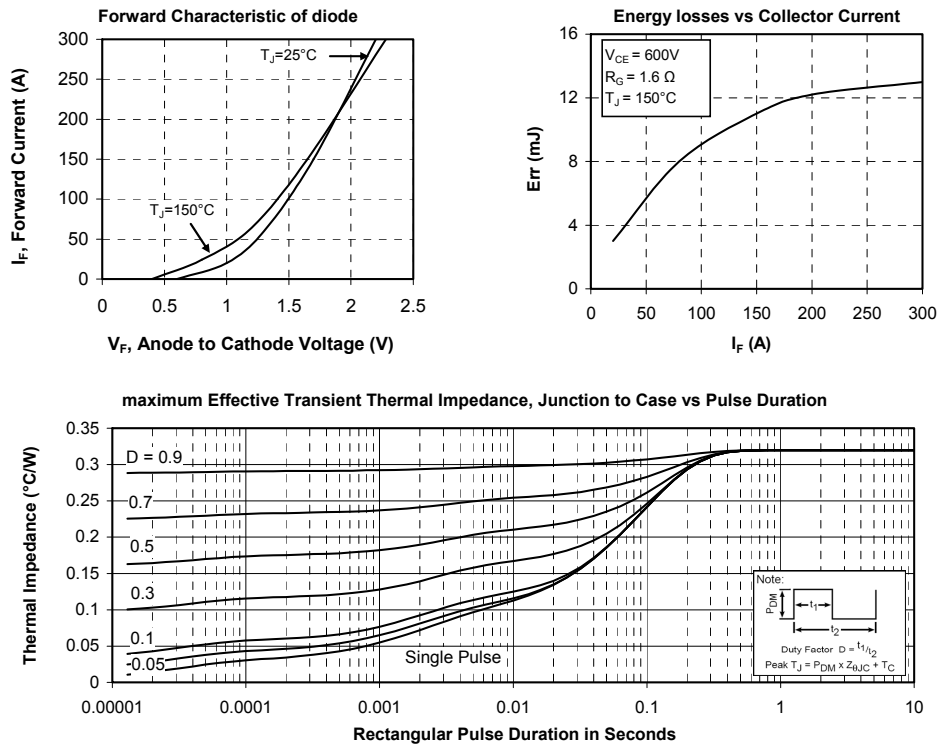 Forward Characteristic of diode
300
250
200
150
100
50
0
I_F, Forward Current (A)
T_J=25°C
T_J=150°C
0 0.5 1 1.5 2 2.5
V_F, Anode to Cathode Voltage (V)
Energy losses vs Collector Current
16
12
8
4
0
Err (mJ)
V_CE = 600V
R_G = 1.6 Ω
T_J = 150°C
0 50 100 150 200 250 300
I_F (A)
maximum Effective Transient Thermal Impedance, Junction to Case vs Pulse Duration
0.35
0.3
0.25
0.2
0.15
0.1
0.05
0
Thermal Impedance (°C/W)
D = 0.9
0.7
0.5
0.3
0.1
0.05
Single Pulse
Note:
P_DM
t_1
t_2
Duty Factor D = t1/t2
Peak T_J = P_DM x Z_θJC + T_C
0.00001 0.0001 0.001 0.01 0.1 1 10
Rectangular Pulse Duration in Seconds